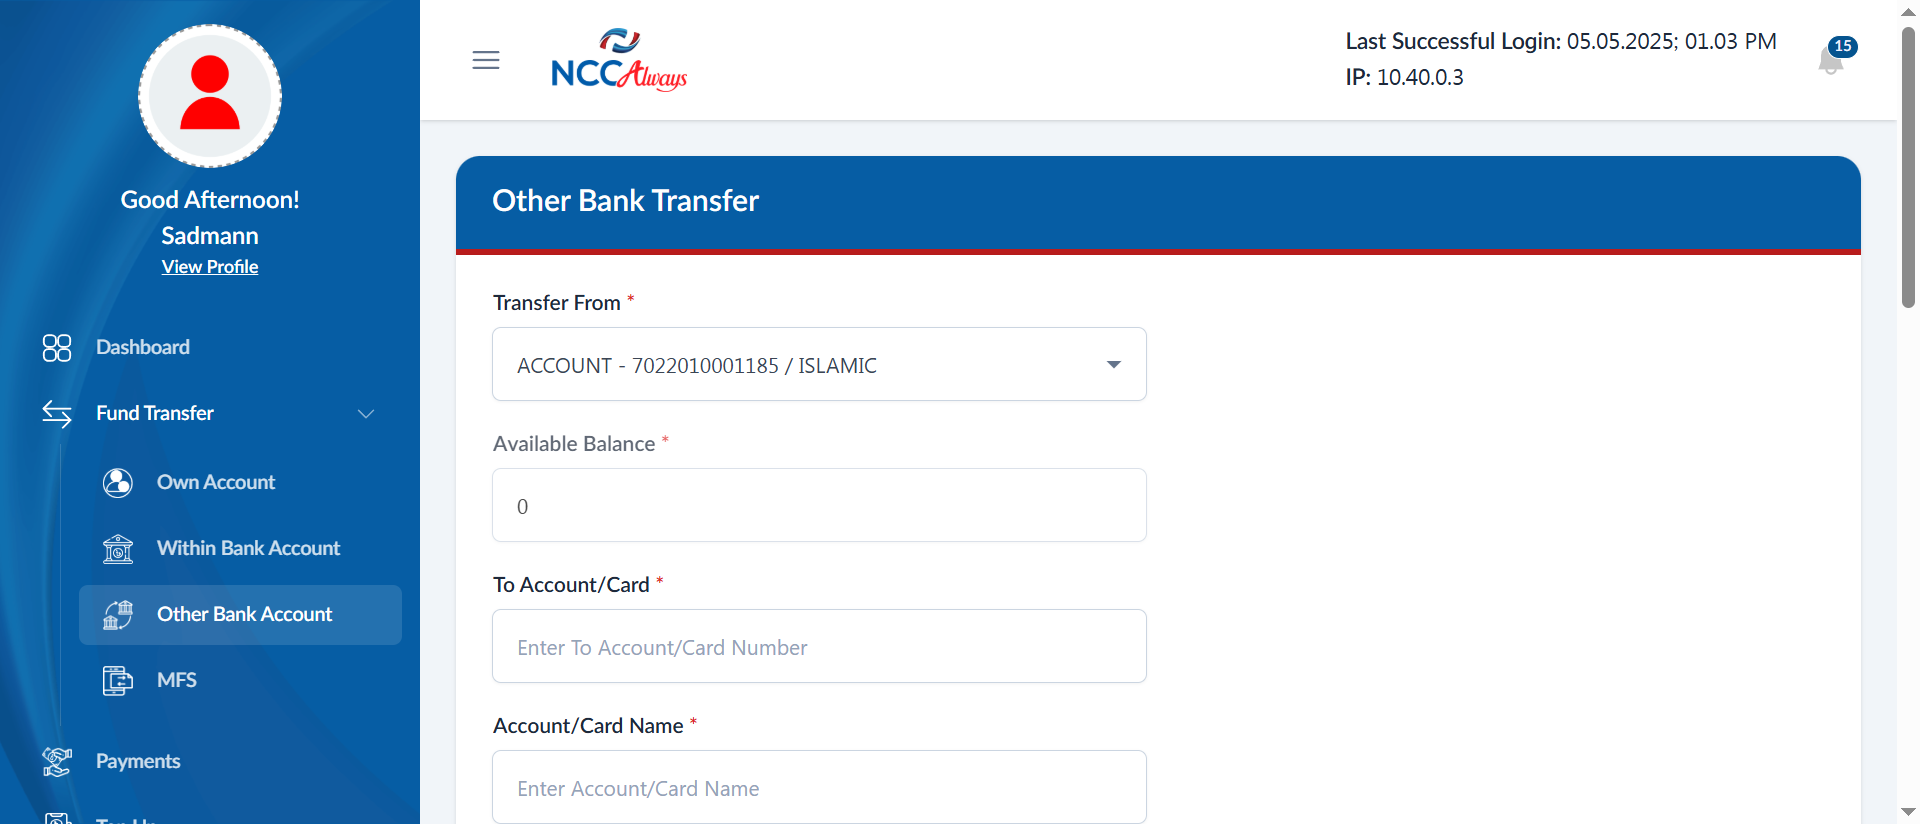 Good Afternoon!
Sadmann
View Profile
Dashboard
Fund Transfer
Own Account
Within Bank Account
Other Bank Account
MFS
Payments
NCC Always
Last Successful Login: 05.05.2025; 01.03 PM
IP: 10.40.0.3
15
Other Bank Transfer
Transfer From *
ACCOUNT - 7022010001185 / ISLAMIC
Available Balance *
0
To Account/Card *
Enter To Account/Card Number
Account/Card Name *
Enter Account/Card Name